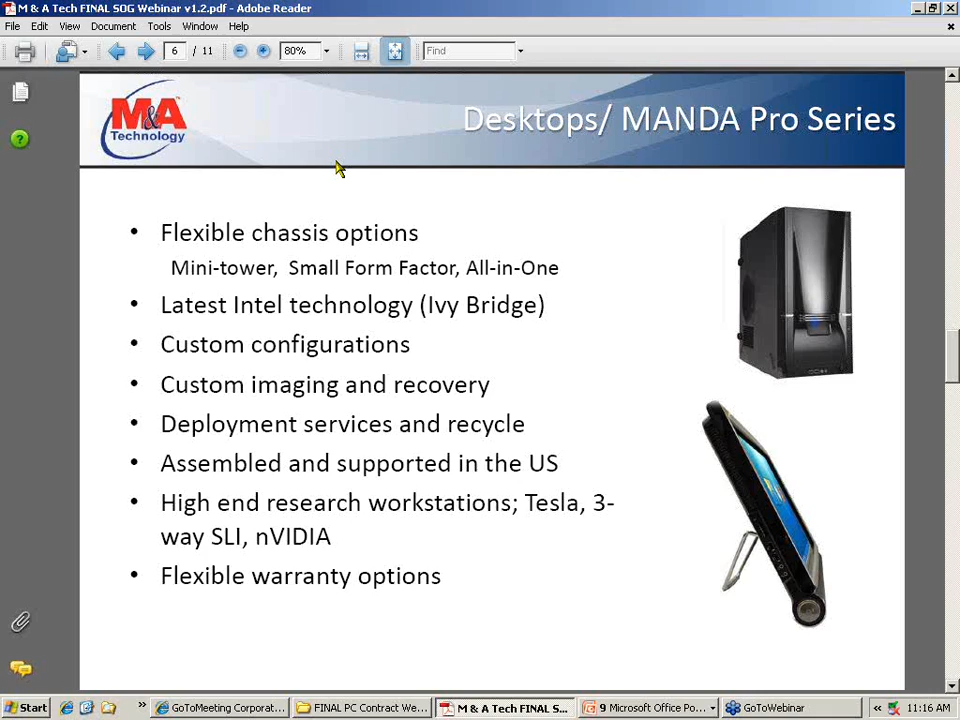 M & A Tech FINAL SOG Webinar v1.2.pdf - Adobe Reader
File Edit View Document Tools Window Help
6 / 11 80% Find
M&A
Technology
Desktops/ MANDA Pro Series
• Flexible chassis options
Mini-tower, Small Form Factor, All-in-One
• Latest Intel technology (Ivy Bridge)
• Custom configurations
• Custom imaging and recovery
• Deployment services and recycle
• Assembled and supported in the US
• High end research workstations; Tesla, 3-
way SLI, nVIDIA
• Flexible warranty options
Start » GoToMeeting Corporat... FINAL PC Contract We... M & A Tech FINAL S... 9 Microsoft Office Po... GoToWebinar « 11:16 AM